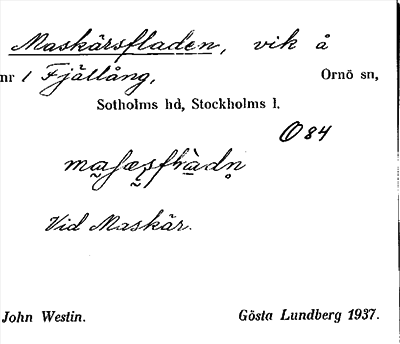 Maskärsfladen, vik å
nr 1 Fjällång, Ornö sn,
Sotholms hd, Stockholms l.
O 84
Vid Maskär.
John Westin. Gösta Lundberg 1937.